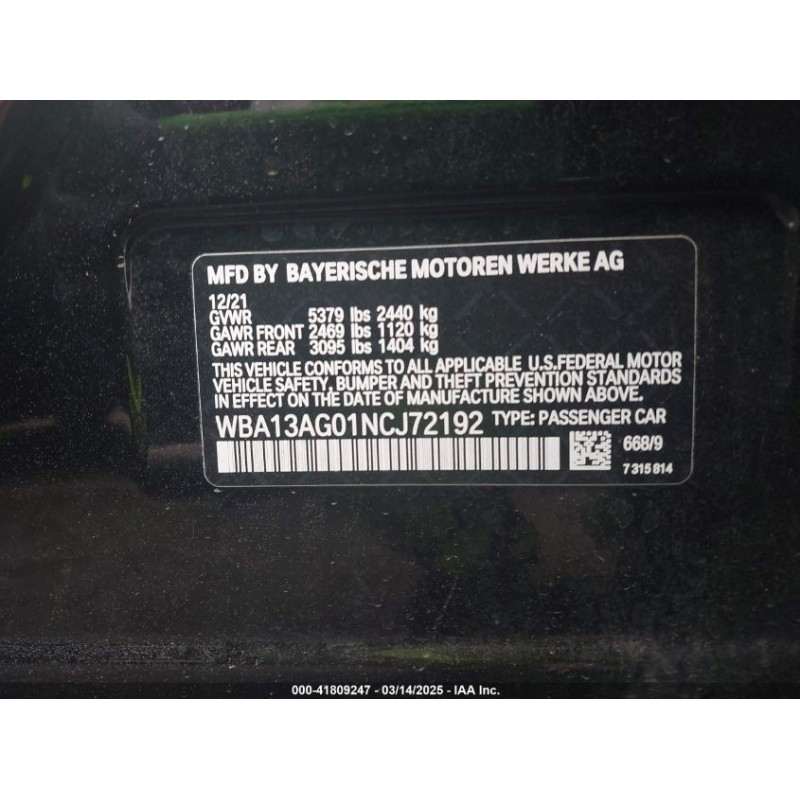 MFD BY BAYERISCHE MOTOREN WERKE AG
12/21
GVWR 5379 lbs 2440 kg
GAWR FRONT 2469 lbs 1120 kg
GAWR REAR 3095 lbs 1404 kg
THIS VEHICLE CONFORMS TO ALL APPLICABLE U.S.FEDERAL MOTOR
VEHICLE SAFETY, BUMPER AND THEFT PREVENTION STANDARDS
IN EFFECT ON THE DATE OF MANUFACTURE SHOWN ABOVE.
WBA13AG01NCJ72192 TYPE: PASSENGER CAR
668/9
7 315 814
000-41809247 - 03/14/2025 - IAA Inc.